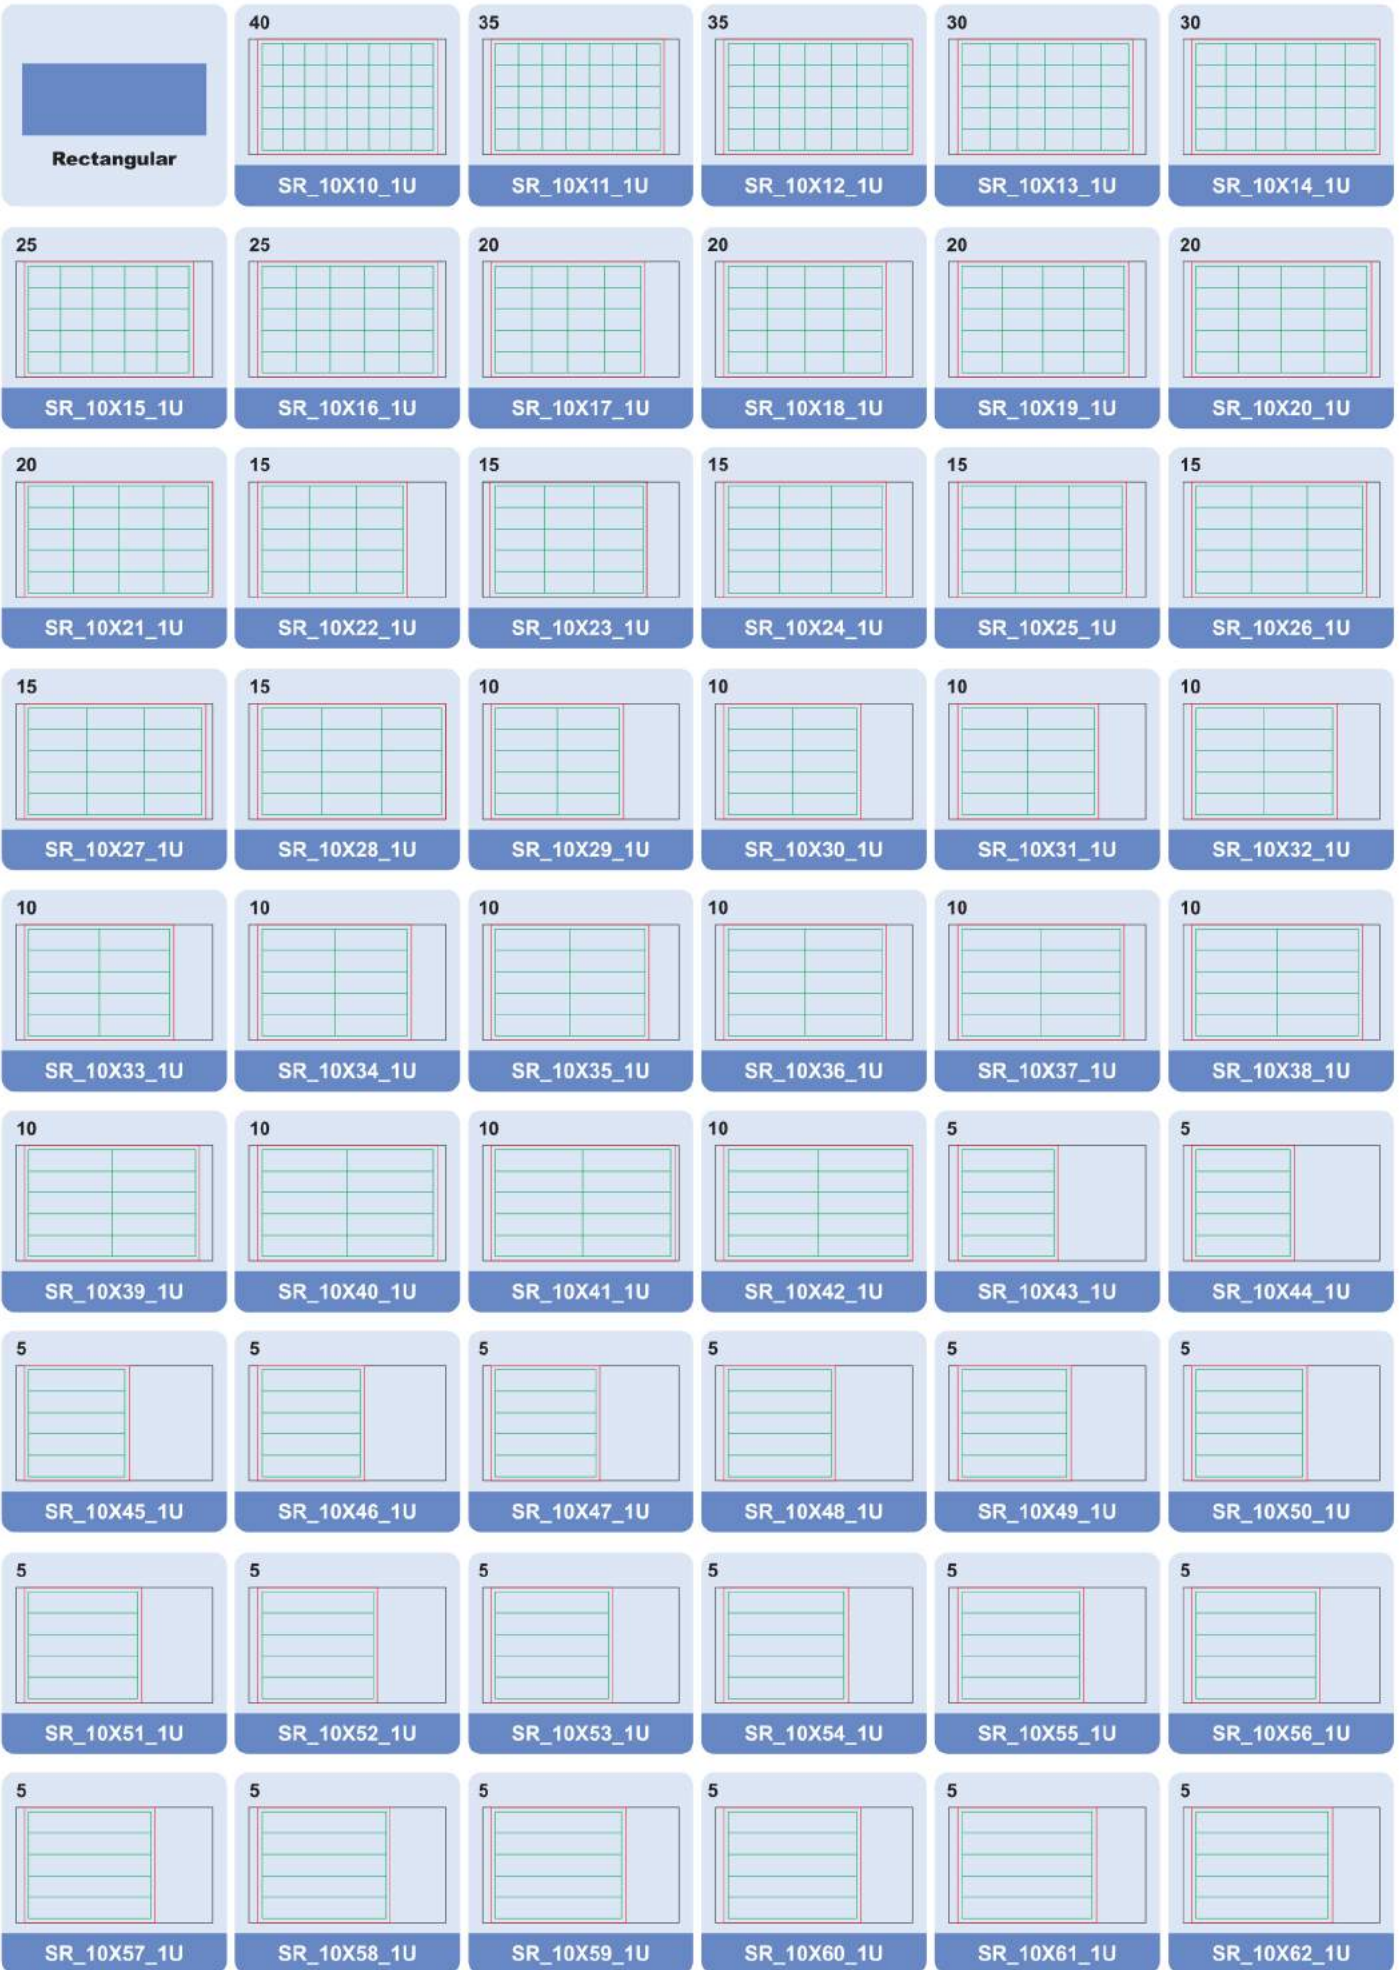 40 35 35 30 30
Rectangular
SR_10X10_1U SR_10X11_1U SR_10X12_1U SR_10X13_1U SR_10X14_1U
25 25 20 20 20 20
SR_10X15_1U SR_10X16_1U SR_10X17_1U SR_10X18_1U SR_10X19_1U SR_10X20_1U
20 15 15 15 15 15
SR_10X21_1U SR_10X22_1U SR_10X23_1U SR_10X24_1U SR_10X25_1U SR_10X26_1U
15 15 10 10 10 10
SR_10X27_1U SR_10X28_1U SR_10X29_1U SR_10X30_1U SR_10X31_1U SR_10X32_1U
10 10 10 10 10 10
SR_10X33_1U SR_10X34_1U SR_10X35_1U SR_10X36_1U SR_10X37_1U SR_10X38_1U
10 10 10 10 5 5
SR_10X39_1U SR_10X40_1U SR_10X41_1U SR_10X42_1U SR_10X43_1U SR_10X44_1U
5 5 5 5 5 5
SR_10X45_1U SR_10X46_1U SR_10X47_1U SR_10X48_1U SR_10X49_1U SR_10X50_1U
5 5 5 5 5 5
SR_10X51_1U SR_10X52_1U SR_10X53_1U SR_10X54_1U SR_10X55_1U SR_10X56_1U
5 5 5 5 5 5
SR_10X57_1U SR_10X58_1U SR_10X59_1U SR_10X60_1U SR_10X61_1U SR_10X62_1U